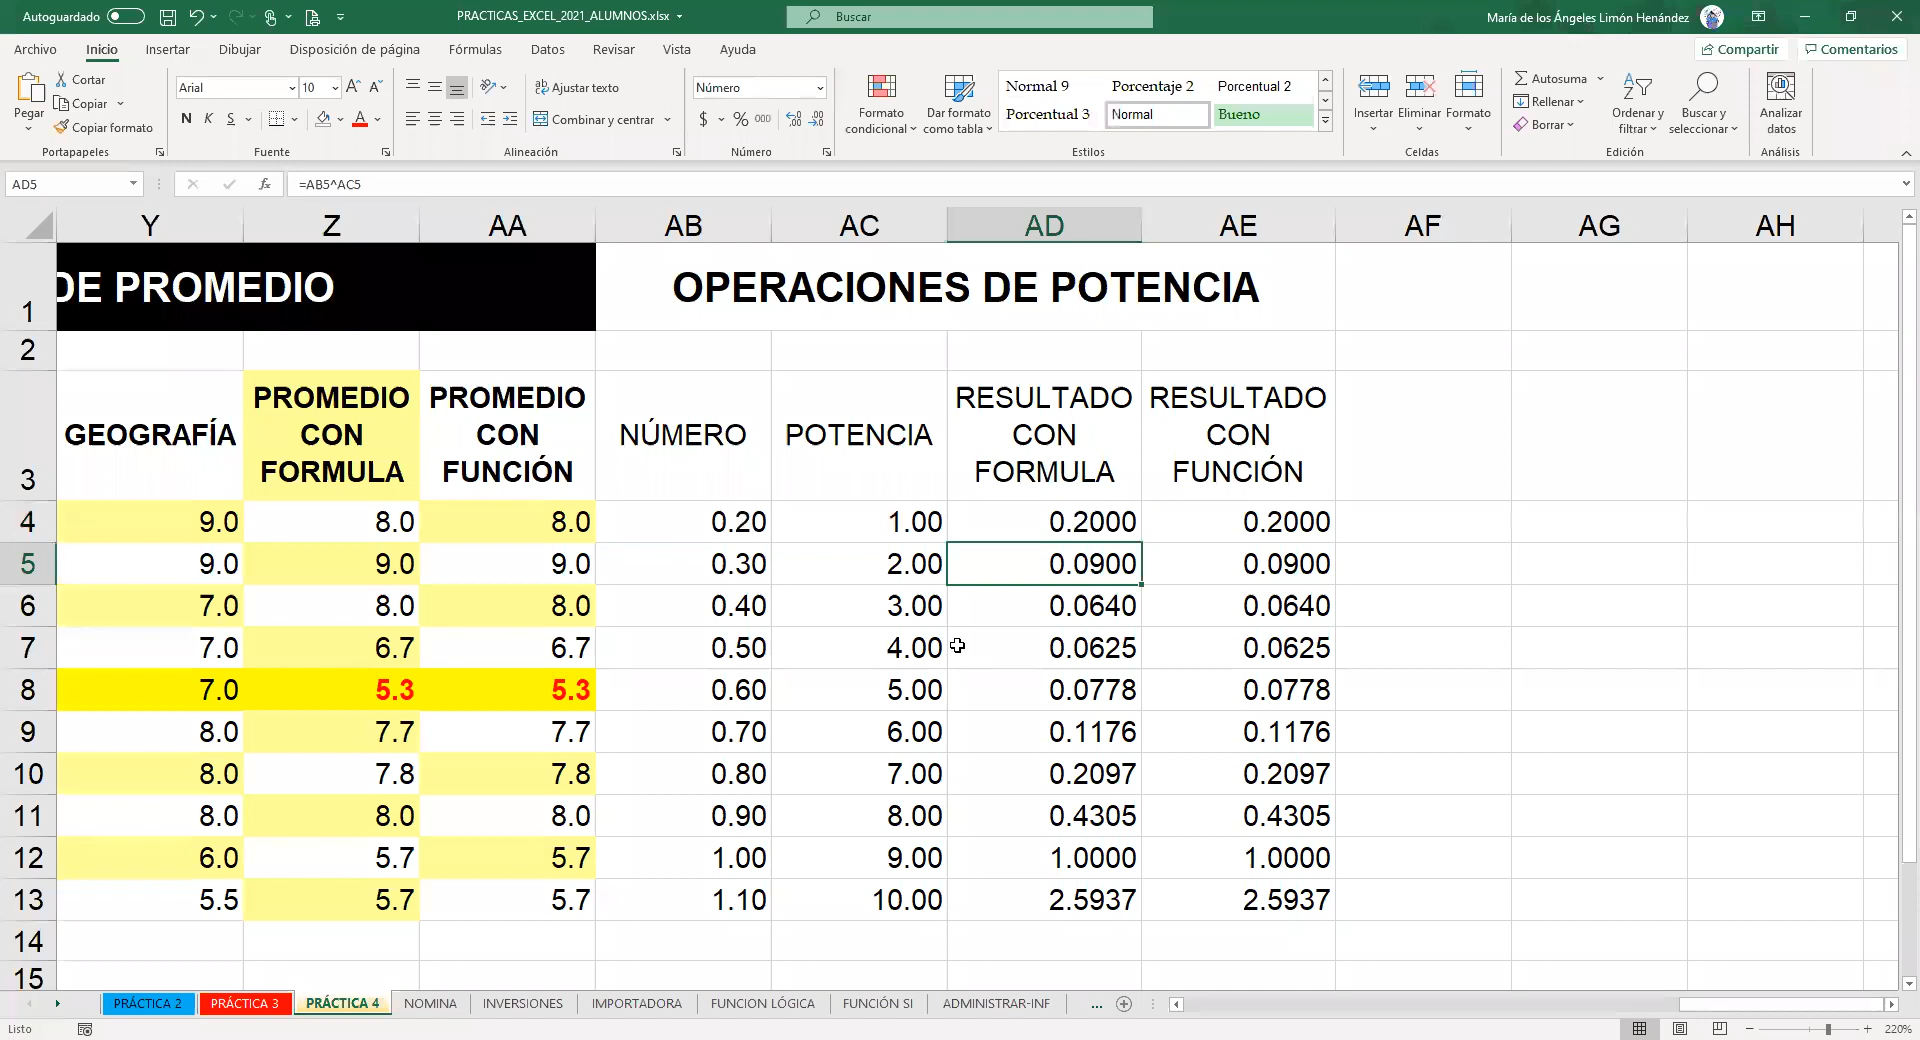 Autoguardado
PRACTICAS_EXCEL_2021_ALUMNOS.xlsx
Buscar
María de los Ángeles Limón Henández
Archivo Inicio Insertar Dibujar Disposición de página Fórmulas Datos Revisar Vista Ayuda
Compartir Comentarios
Pegar
Cortar
Copiar
Copiar formato
Portapapeles
Arial 10
N K S
Fuente
Ajustar texto
Combinar y centrar
Alineación
Número
$ % 000
Número
Formato condicional
Dar formato como tabla
Normal 9 Porcentaje 2 Porcentual 2
Porcentual 3 Normal Bueno
Estilos
Insertar Eliminar Formato
Celdas
Autosuma
Rellenar
Borrar
Ordenar y filtrar
Buscar y seleccionar
Edición
Analizar datos
Análisis
AD5 fx =AB5^AC5
Y Z AA AB AC AD AE AF AG AH
1 DE PROMEDIO OPERACIONES DE POTENCIA
2
3 GEOGRAFÍA PROMEDIO CON FORMULA PROMEDIO CON FUNCIÓN NÚMERO POTENCIA RESULTADO CON FORMULA RESULTADO CON FUNCIÓN
4 9.0 8.0 8.0 0.20 1.00 0.2000 0.2000
5 9.0 9.0 9.0 0.30 2.00 0.0900 0.0900
6 7.0 8.0 8.0 0.40 3.00 0.0640 0.0640
7 7.0 6.7 6.7 0.50 4.00 0.0625 0.0625
8 7.0 5.3 5.3 0.60 5.00 0.0778 0.0778
9 8.0 7.7 7.7 0.70 6.00 0.1176 0.1176
10 8.0 7.8 7.8 0.80 7.00 0.2097 0.2097
11 8.0 8.0 8.0 0.90 8.00 0.4305 0.4305
12 6.0 5.7 5.7 1.00 9.00 1.0000 1.0000
13 5.5 5.7 5.7 1.10 10.00 2.5937 2.5937
14
15
PRÁCTICA 2 PRÁCTICA 3 PRÁCTICA 4 NOMINA INVERSIONES IMPORTADORA FUNCION LÓGICA FUNCIÓN SI ADMINISTRAR-INF ...
Listo
220%